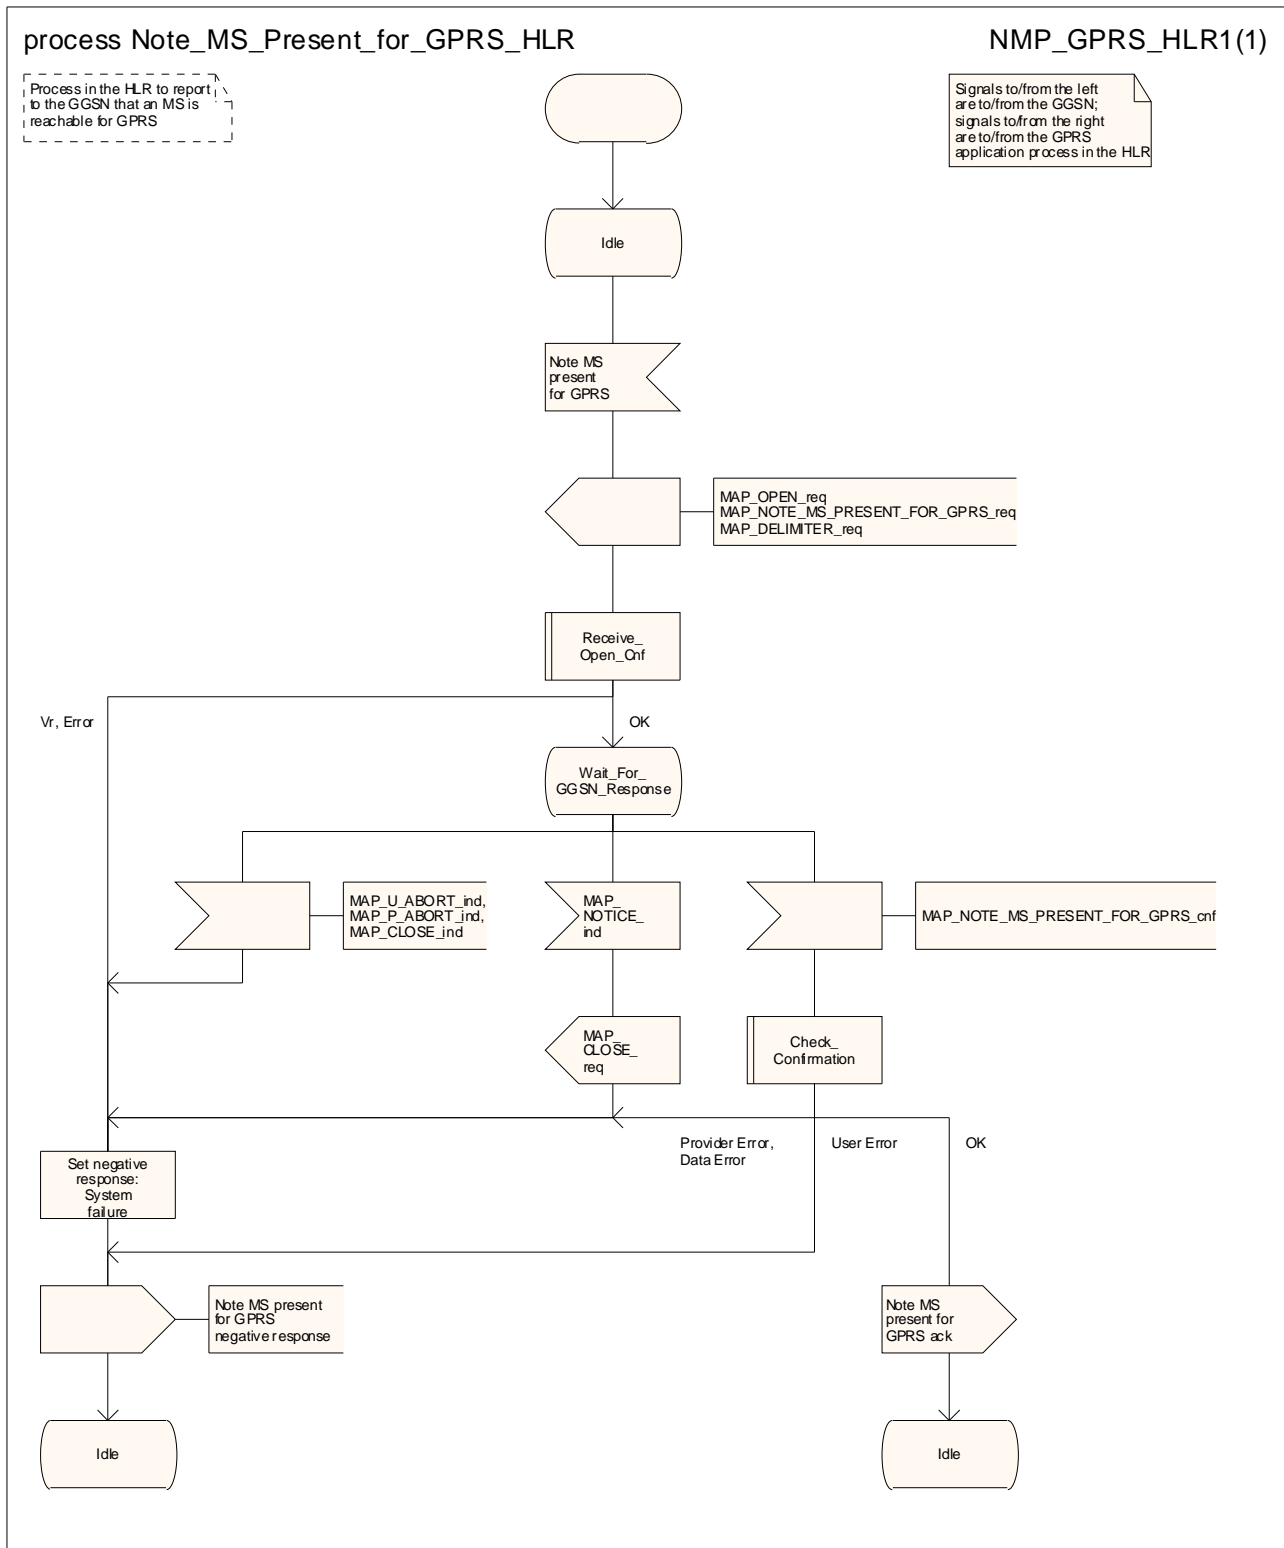 process Note_MS_Present_for_GPRS_HLR
NMP_GPRS_HLR1(1)
Process in the HLR to report
to the GGSN that an MS is
reachable for GPRS
Signals to/from the left
are to/from the GGSN;
signals to/from the right
are to/from the GPRS
application process in the HLR
Idle
Note MS
present
for GPRS
MAP_OPEN_req
MAP_NOTE_MS_PRESENT_FOR_GPRS_req
MAP_DELIMITER_req
Receive_
Open_Cnf
Vr, Error
OK
Wait_For_
GGSN_Response
MAP_U_ABORT_ind,
MAP_P_ABORT_ind,
MAP_CLOSE_ind
MAP_
NOTICE_
ind
MAP_NOTE_MS_PRESENT_FOR_GPRS_cnf
MAP_
CLOSE_
req
Check_
Confirmation
Provider Error,
Data Error
User Error
OK
Set negative
response:
System
failure
Note MS present
for GPRS
negative response
Note MS
present for
GPRS ack
Idle
Idle